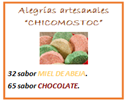 Alegrías artesanales
"CHICOMOSTOC"
32 sabor MIEL DE ABEJA.
65 sabor CHOCOLATE.